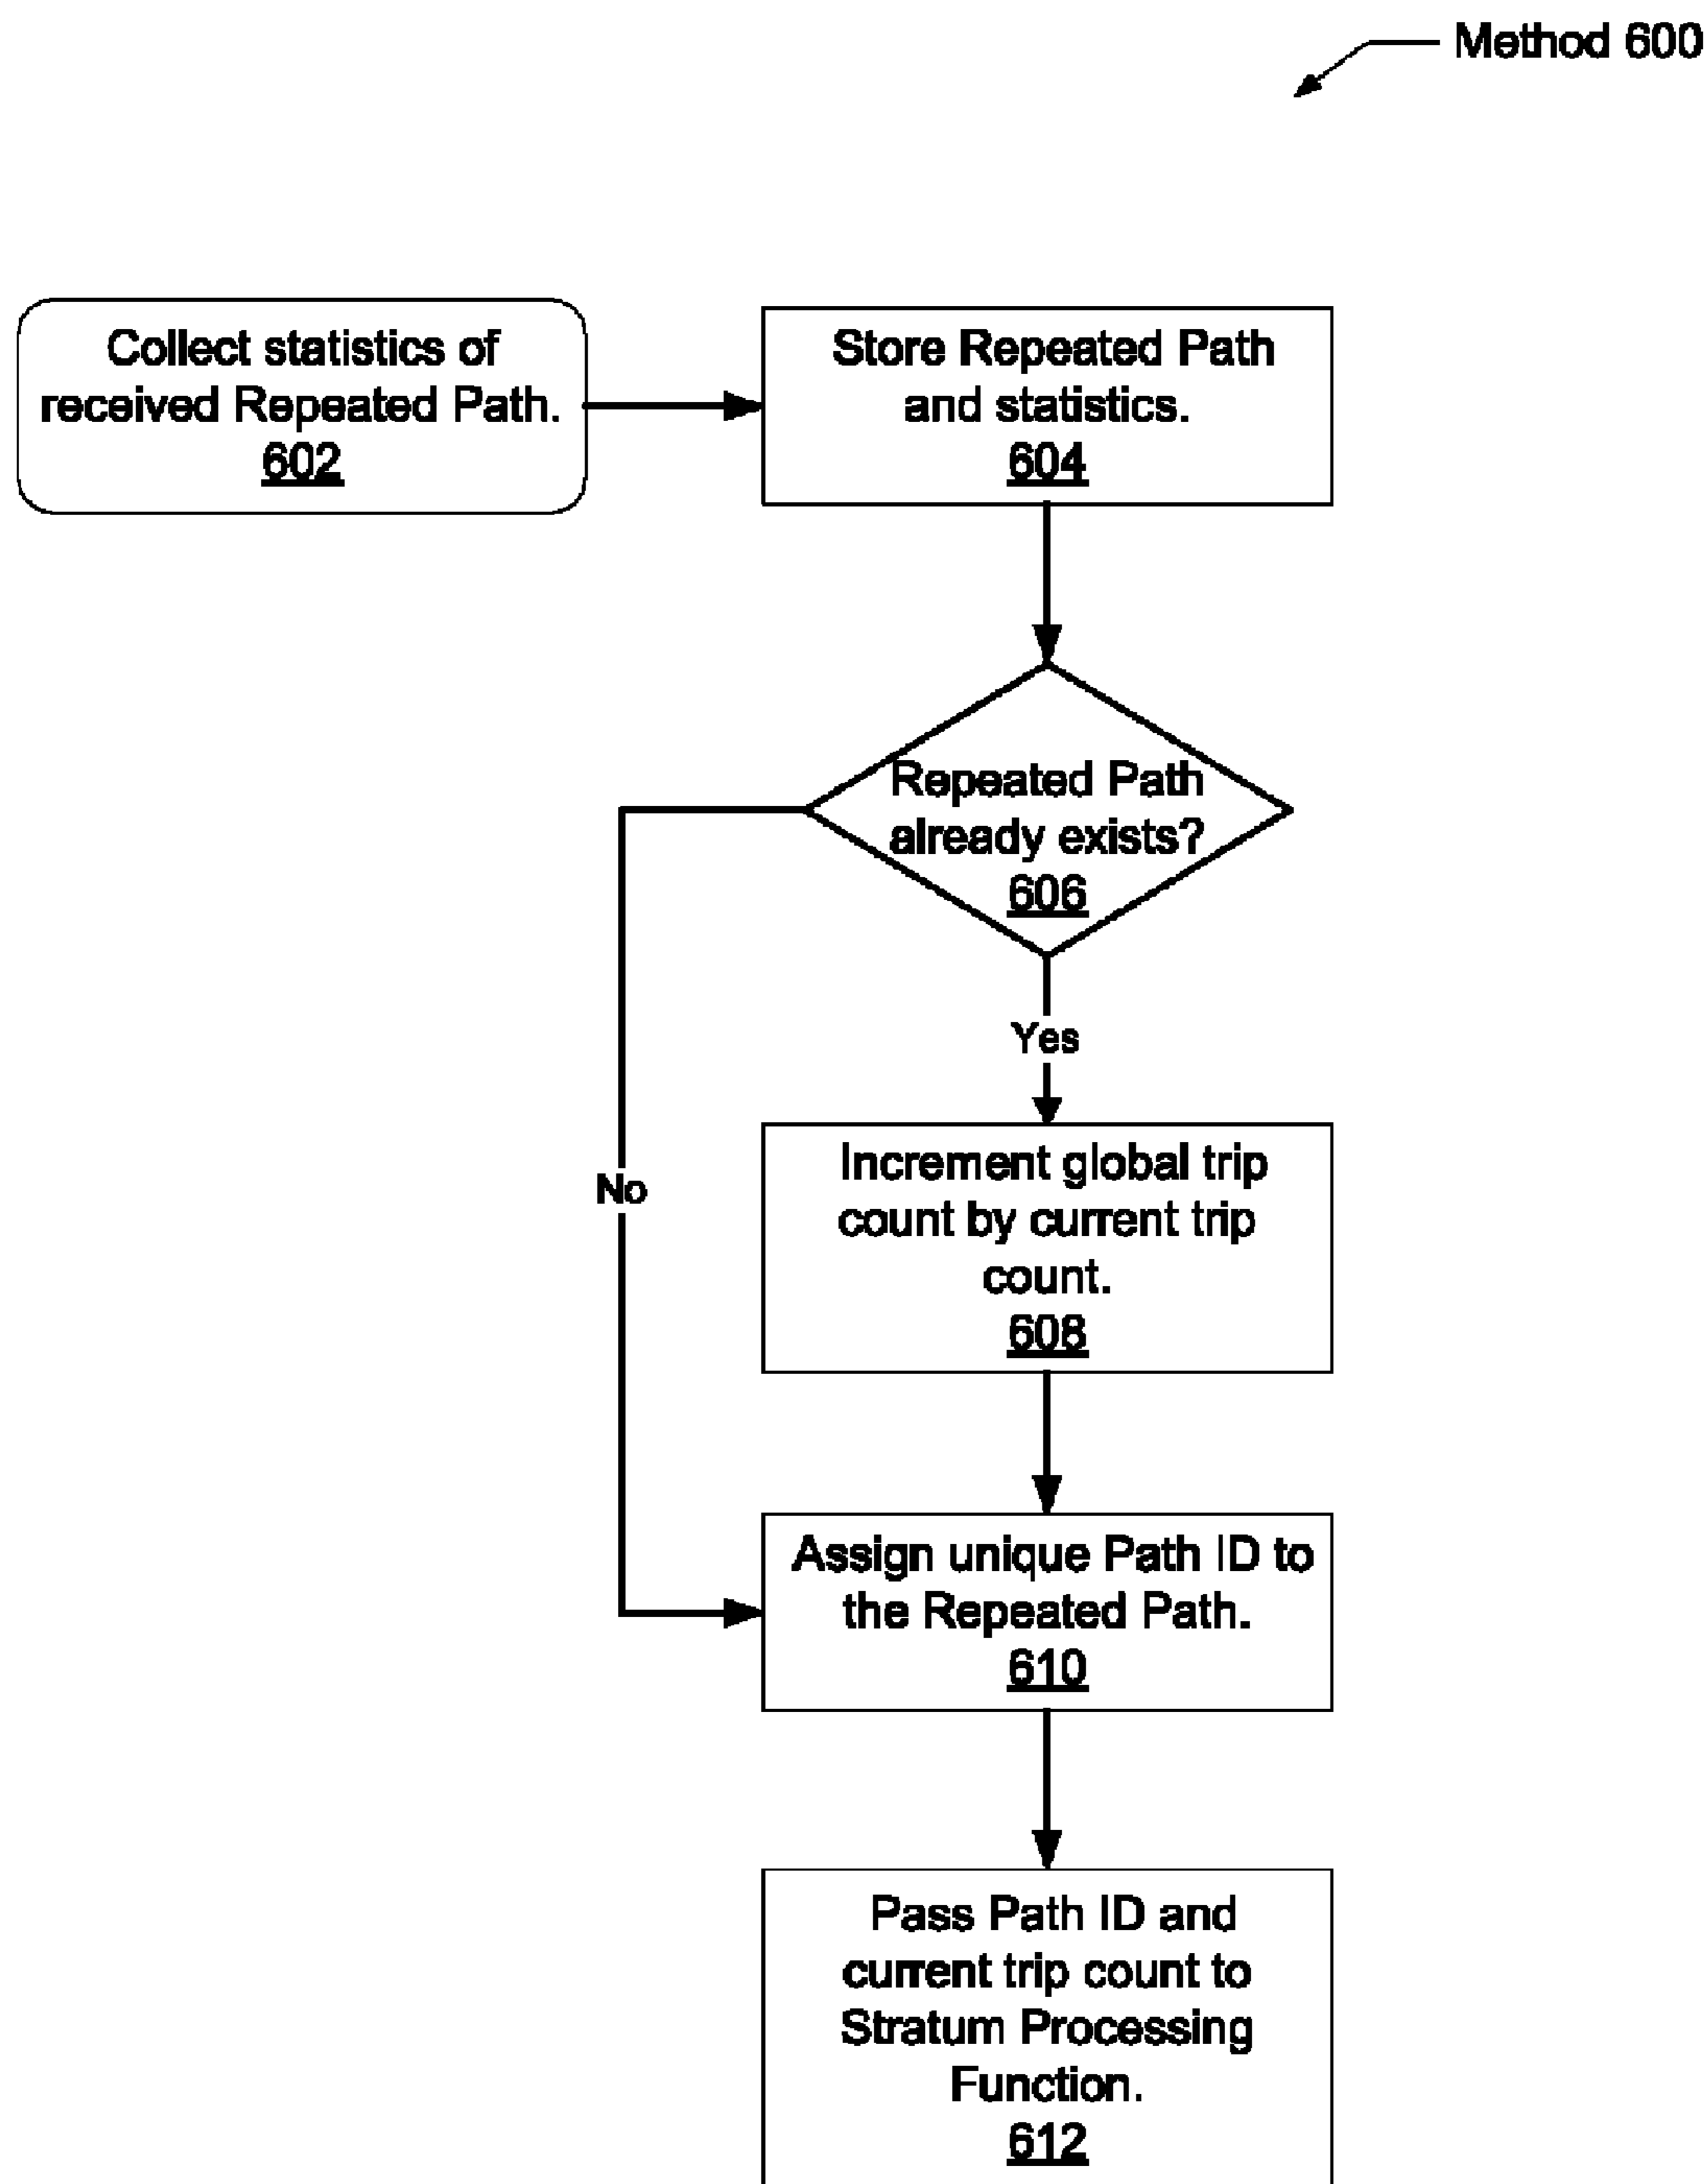 Method 600
Collect statistics of
received Repeated Path.
602
Store Repeated Path
and statistics.
604
Repeated Path
already exists?
606
Yes
No
Increment global trip
count by current trip
count.
608
Assign unique Path ID to
the Repeated Path.
610
Pass Path ID and
current trip count to
Stratum Processing
Function.
612